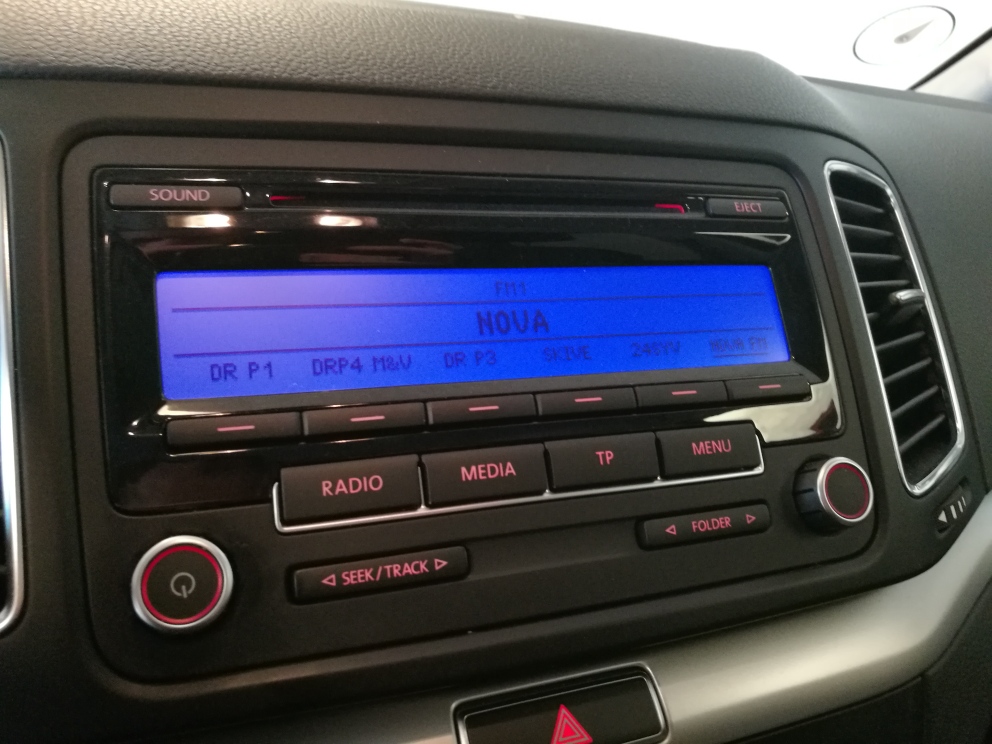 SOUND
EJECT
FM1
NOVA
DR P1 DRP4 M&V DR P3 SKIVE 24SYV NOVA FM
RADIO MEDIA TP MENU
FOLDER
SEEK/TRACK